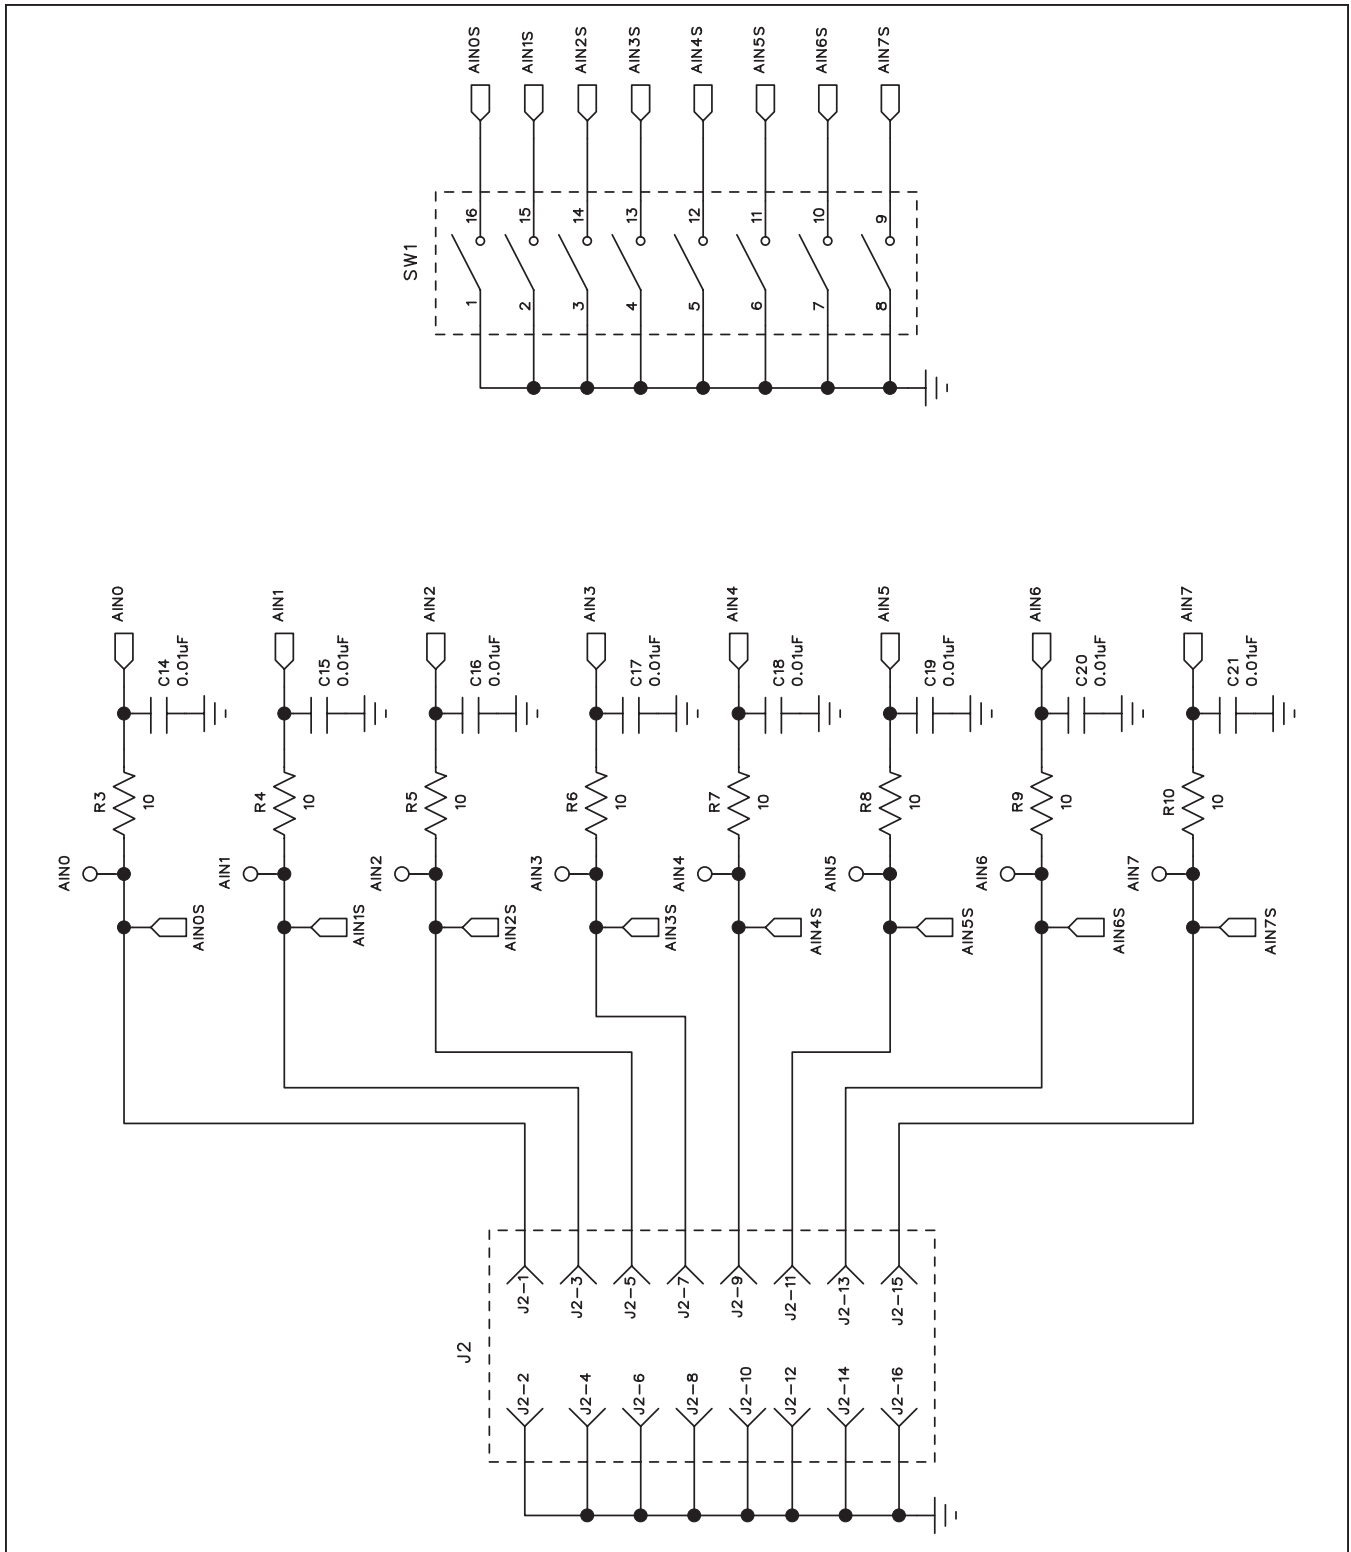 AIN0S
AIN1S
AIN2S
AIN3S
AIN4S
AIN5S
AIN6S
AIN7S
SW1
16
15
14
13
12
11
10
9
1
2
3
4
5
6
7
8
AIN0
AIN1
AIN2
AIN3
AIN4
AIN5
AIN6
AIN7
C14
0.01uF
C15
0.01uF
C16
0.01uF
C17
0.01uF
C18
0.01uF
C19
0.01uF
C20
0.01uF
C21
0.01uF
R3
10
R4
10
R5
10
R6
10
R7
10
R8
10
R9
10
R10
10
AIN0
AIN1
AIN2
AIN3
AIN4
AIN5
AIN6
AIN7
AIN0S
AIN1S
AIN2S
AIN3S
AIN4S
AIN5S
AIN6S
AIN7S
J2
J2-1
J2-3
J2-5
J2-7
J2-9
J2-11
J2-13
J2-15
J2-2
J2-4
J2-6
J2-8
J2-10
J2-12
J2-14
J2-16